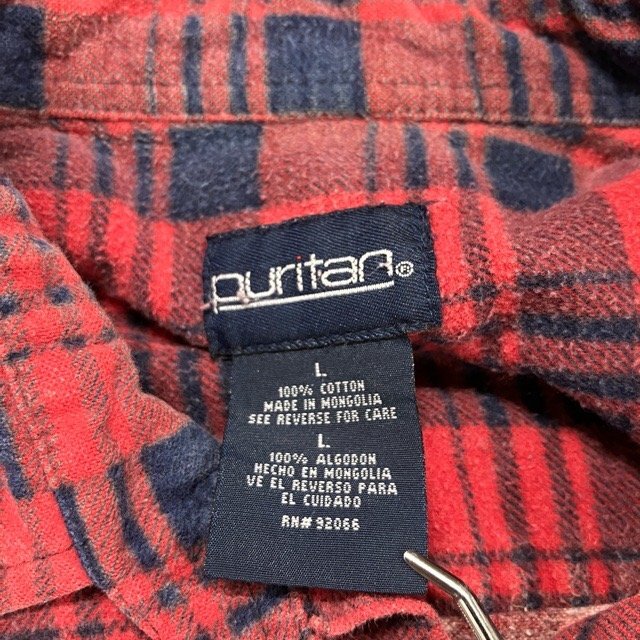 puritan®
L
100% COTTON
MADE IN MONGOLIA
SEE REVERSE FOR CARE
L
100% ALGODON
HECHO EN MONGOLIA
VE EL REVERSO PARA
EL CUIDADO
RN# 92066